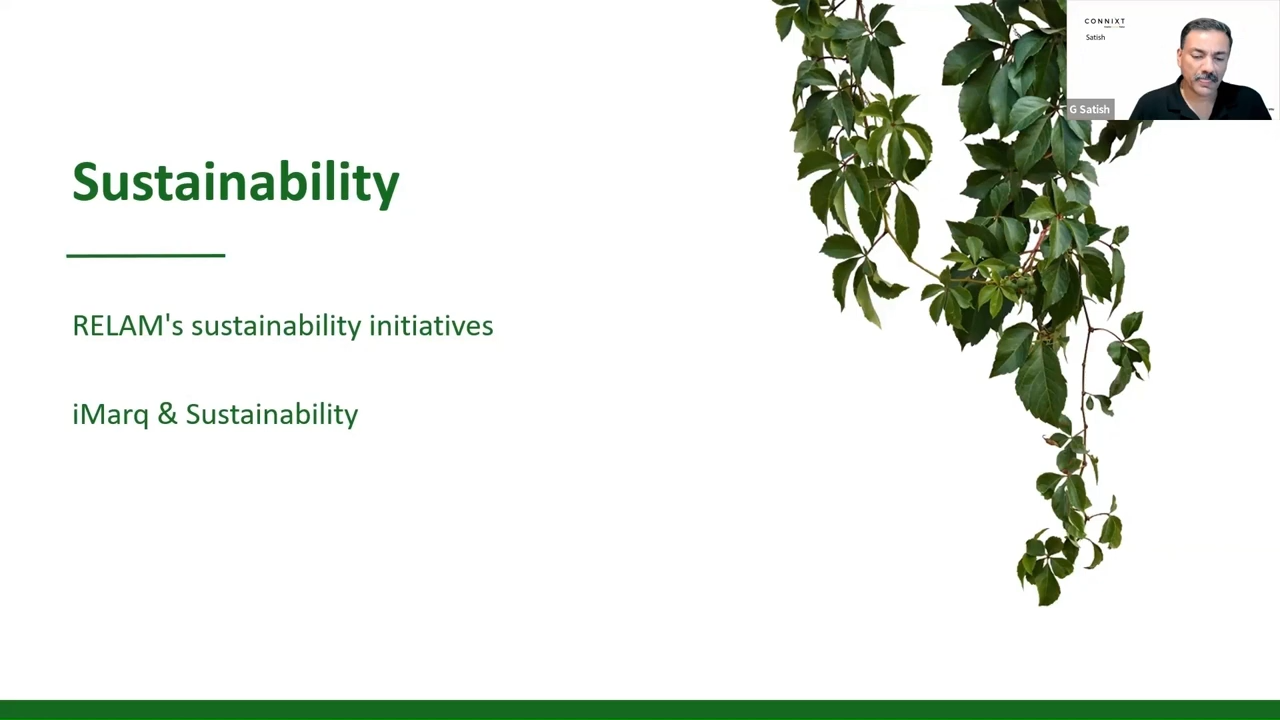 CONNIXT
Satish
G Satish
Sustainability
RELAM's sustainability initiatives
iMarq & Sustainability